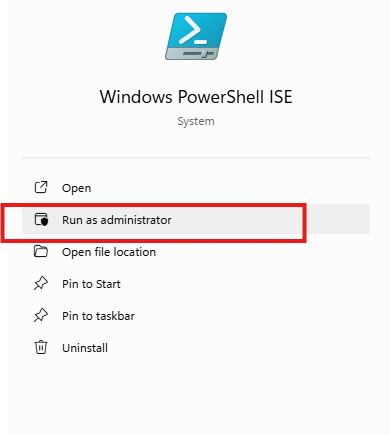 Windows PowerShell ISE
System
Open
Run as administrator
Open file location
Pin to Start
Pin to taskbar
Uninstall